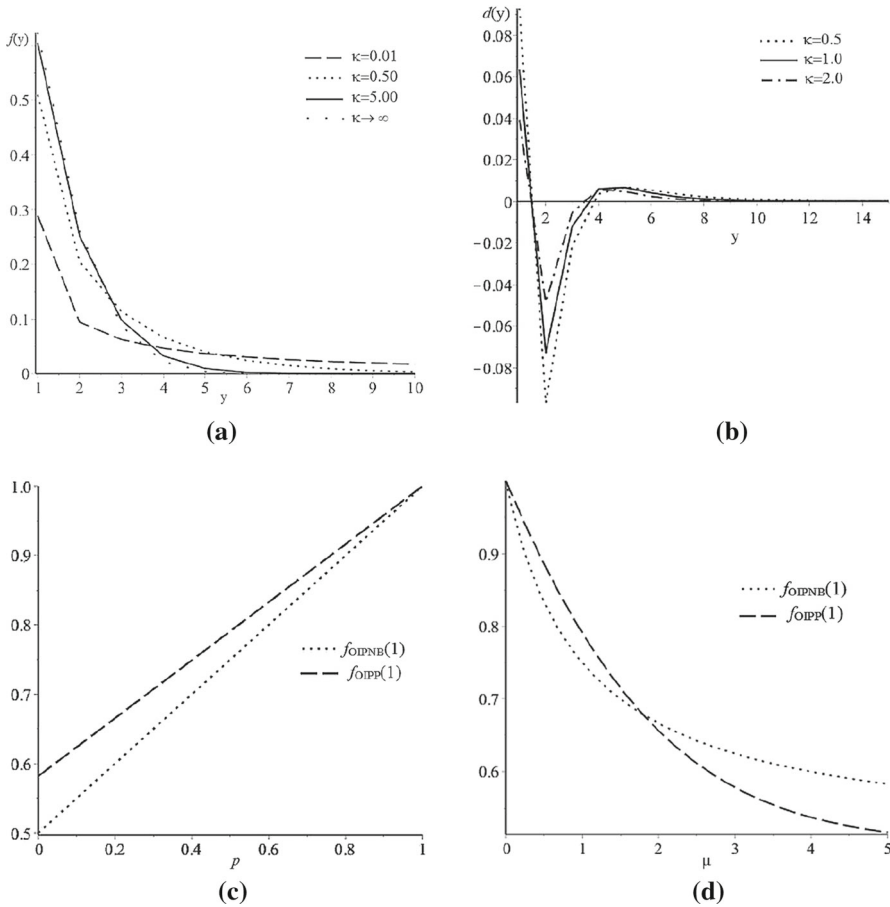 f(y)
κ=0.01
κ=0.50
κ=5.00
κ→∞
0.5
0.4
0.3
0.2
0.1
0
1 2 3 4 5 6 7 8 9 10
y
(a)
d(y)
κ=0.5
κ=1.0
κ=2.0
0.08
0.06
0.04
0.02
0
−0.02
−0.04
−0.06
−0.08
2 4 6 8 10 12 14
y
(b)
1.0
0.9
0.8
0.7
0.6
0.5
fOIPNB(1)
fOIPP(1)
0 0.2 0.4 0.6 0.8 1
p
(c)
0.9
0.8
0.7
0.6
fOIPNB(1)
fOIPP(1)
0 1 2 3 4 5
μ
(d)